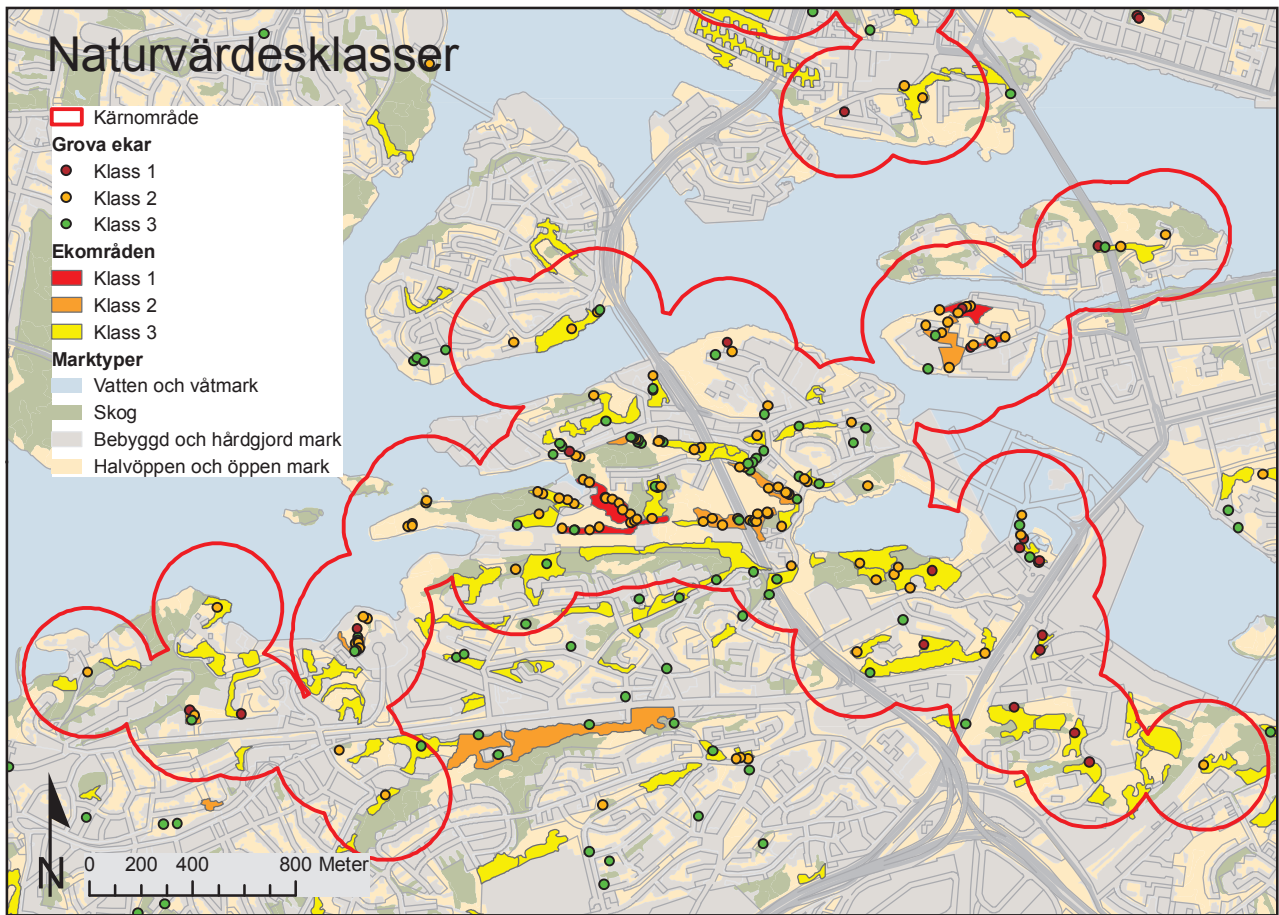 Naturvärdesklasser
Kärnområde
Grova ekar
Klass 1
Klass 2
Klass 3
Ekområden
Klass 1
Klass 2
Klass 3
Marktyper
Vatten och våtmark
Skog
Bebyggd och hårdgjord mark
Halvöppen och öppen mark
N
0 200 400 800 Meter